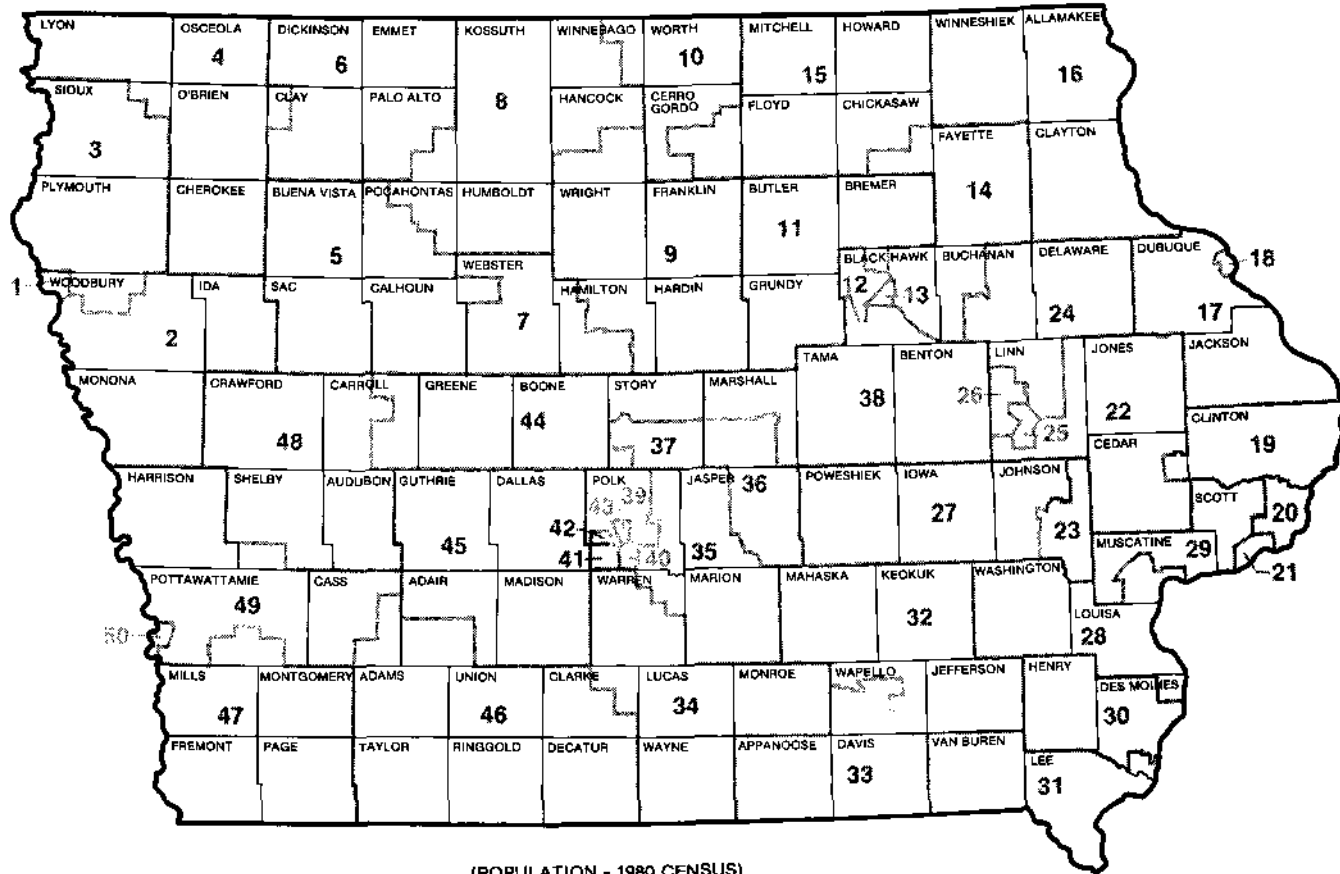 LYON OSCEOLA DICKINSON EMMET KOSSUTH WINNEBAGO WORTH MITCHELL HOWARD WINNESHIEK ALLAMAKEE
4 6 10 15 16
SIOUX O'BRIEN CLAY PALO ALTO 8 HANCOCK CERRO GORDO FLOYD CHICKASAW
3 FAYETTE CLAYTON
PLYMOUTH CHEROKEE BUENA VISTA POCAHONTAS HUMBOLDT WRIGHT FRANKLIN BUTLER BREMER 14
5 9 11
1 WOODBURY IDA SAC CALHOUN WEBSTER HAMILTON HARDIN GRUNDY BLACK HAWK BUCHANAN DELAWARE DUBUQUE 18
2 7 12 13 24 17
MONONA CRAWFORD CARROLL GREENE BOONE STORY MARSHALL TAMA BENTON LINN JONES JACKSON
48 44 37 38 26 25 22 CLINTON
CEDAR 19
HARRISON SHELBY AUDUBON GUTHRIE DALLAS POLK JASPER 36 POWESHIEK IOWA JOHNSON SCOTT
45 42 43 39 27 23 20
41 40 35 MUSCATINE 29
POTTAWATTAMIE CASS ADAIR MADISON WARREN MARION MAHASKA KEOKUK WASHINGTON 21
49 32 LOUISA
50 28
MILLS MONTGOMERY ADAMS UNION CLARKE LUCAS MONROE WAPELLO JEFFERSON HENRY DES MOINES
47 46 34 30
FREMONT PAGE TAYLOR RINGGOLD DECATUR WAYNE APPANOOSE DAVIS VAN BUREN LEE
33 31
(POPULATION - 1980 CENSUS)